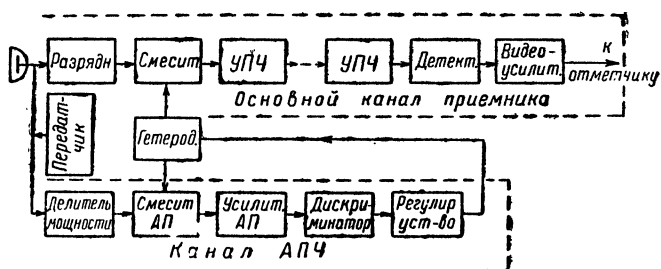 Разрядн
Смесит
УПЧ
УПЧ
Детект.
Видео-
усилит.
к
отметчику
Основной канал приемника
Передат-
чик
Гетерод.
Делитель
мощности
Смесит
АП
Усилит.
АП
Дискри-
минатор
Регулир
уст-во
Канал АПЧ